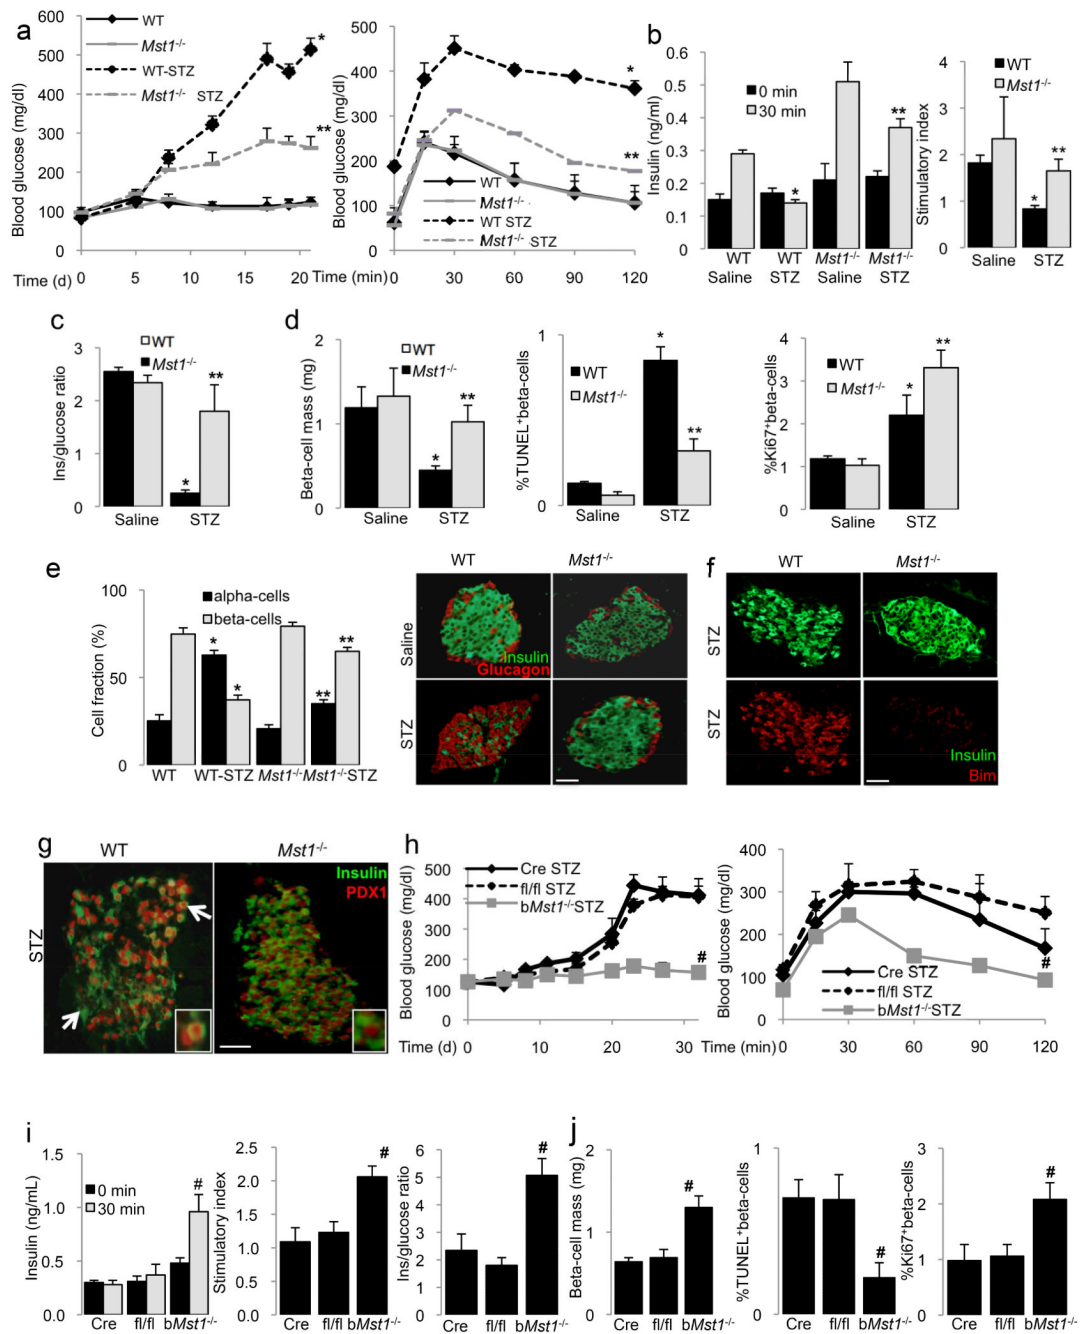 a
600
500
400
300
200
100
0
Blood glucose (mg/dl)
WT
Mst1-/-
WT-STZ
Mst1-/- STZ
*
**
Time (d)
0
5
10
15
20
500
400
300
200
100
0
Blood glucose (mg/dl)
*
**
WT
Mst1-/-
WT STZ
Mst1-/- STZ
Time (min)
0
30
60
90
120
b
0.6
0.5
0.4
0.3
0.2
0.1
0
Insulin (ng/ml)
0 min
30 min
*
**
WT
Saline
WT
STZ
Mst1-/-
Saline
Mst1-/-
STZ
4
3
2
1
0
Stimulatory index
WT
Mst1-/-
*
**
Saline
STZ
c
3
2
1
0
Ins/glucose ratio
WT
Mst1-/-
*
**
Saline
STZ
d
2
1
0
Beta-cell mass (mg)
WT
Mst1-/-
*
**
Saline
STZ
1
0
%TUNEL+beta-cells
WT
Mst1-/-
*
**
Saline
STZ
4
3
2
1
0
%Ki67+beta-cells
WT
Mst1-/-
*
**
Saline
STZ
e
100
50
0
Cell fraction (%)
alpha-cells
beta-cells
*
*
**
**
WT
WT-STZ
Mst1-/-
Mst1-/-STZ
WT
Mst1-/-
Saline
Insulin
Glucagon
STZ
f
WT
Mst1-/-
STZ
STZ
Insulin
Bim
g
WT
Mst1-/-
STZ
Insulin
PDX1
h
500
400
300
200
100
0
Blood glucose (mg/dl)
Cre STZ
fl/fl STZ
bMst1-/-STZ
#
Time (d)
0
10
20
30
400
300
200
100
0
Blood glucose (mg/dl)
#
Cre STZ
fl/fl STZ
bMst1-/-STZ
Time (min)
0
30
60
90
120
i
1.5
1.0
0.5
0.0
Insulin (ng/mL)
0 min
30 min
#
Cre
fl/fl
bMst1-/-
2.5
2.0
1.5
1.0
0.5
0.0
Stimulatory index
#
Cre
fl/fl
bMst1-/-
6
5
4
3
2
1
0
Ins/glucose ratio
#
Cre
fl/fl
bMst1-/-
j
2
1
0
Beta-cell mass (mg)
#
Cre
fl/fl
bMst1-/-
1
0
%TUNEL+beta-cells
#
Cre
fl/fl
bMst1-/-
3
2
1
0
%Ki67+beta-cells
#
Cre
fl/fl
bMst1-/-